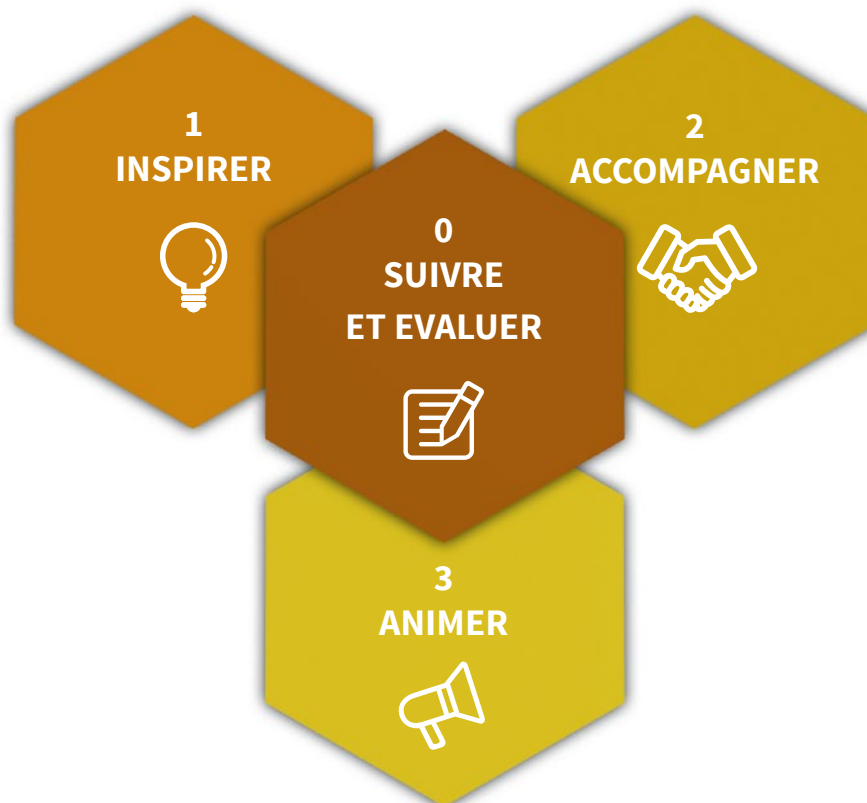 1
INSPIRER
2
ACCOMPAGNER
0
SUIVRE
ET EVALUER
3
ANIMER